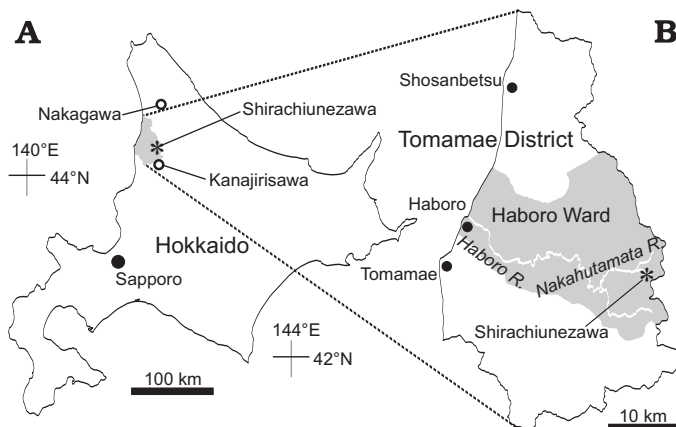 A
Nakagawa
Shirachiunezawa
140°E
44°N
Kanajirisawa
Hokkaido
Sapporo
144°E
42°N
100 km
B
Shosanbetsu
Tomamae District
Haboro
Haboro Ward
Haboro R.
Nakahutamata R.
Tomamae
Shirachiunezawa
10 km